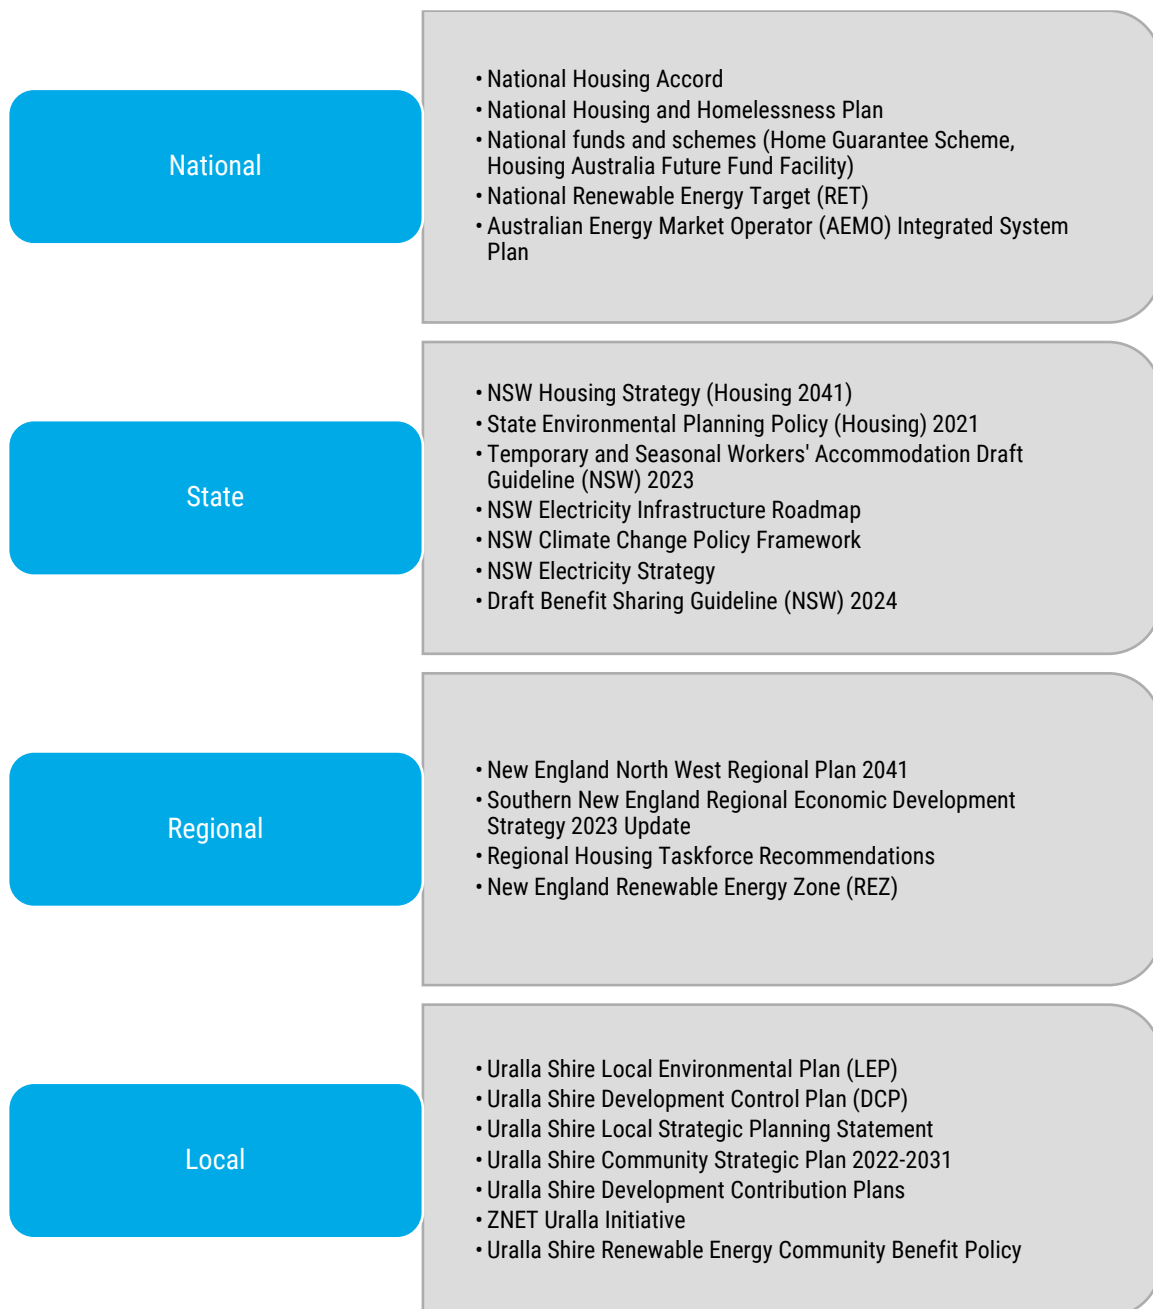 National
• National Housing Accord
• National Housing and Homelessness Plan
• National funds and schemes (Home Guarantee Scheme,
Housing Australia Future Fund Facility)
• National Renewable Energy Target (RET)
• Australian Energy Market Operator (AEMO) Integrated System
Plan
State
• NSW Housing Strategy (Housing 2041)
• State Environmental Planning Policy (Housing) 2021
• Temporary and Seasonal Workers' Accommodation Draft
Guideline (NSW) 2023
• NSW Electricity Infrastructure Roadmap
• NSW Climate Change Policy Framework
• NSW Electricity Strategy
• Draft Benefit Sharing Guideline (NSW) 2024
Regional
• New England North West Regional Plan 2041
• Southern New England Regional Economic Development
Strategy 2023 Update
• Regional Housing Taskforce Recommendations
• New England Renewable Energy Zone (REZ)
Local
• Uralla Shire Local Environmental Plan (LEP)
• Uralla Shire Development Control Plan (DCP)
• Uralla Shire Local Strategic Planning Statement
• Uralla Shire Community Strategic Plan 2022-2031
• Uralla Shire Development Contribution Plans
• ZNET Uralla Initiative
• Uralla Shire Renewable Energy Community Benefit Policy